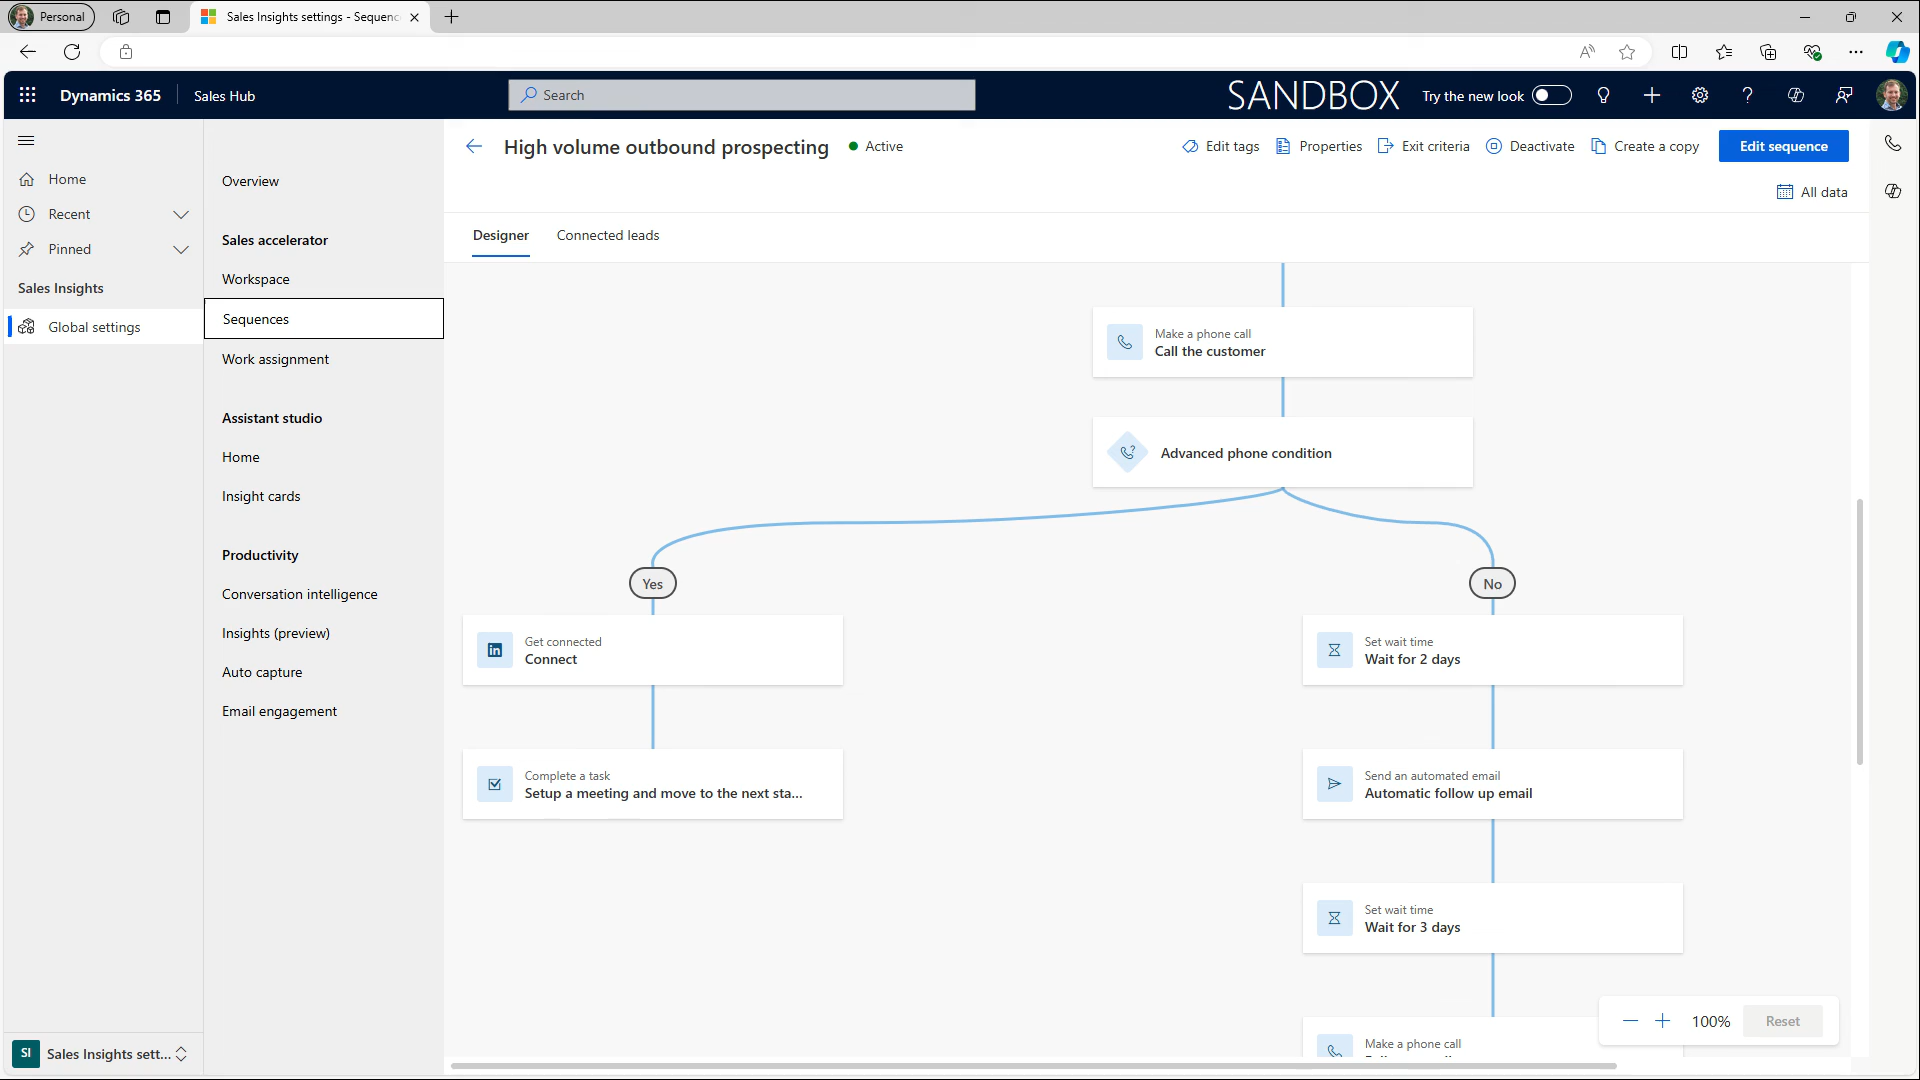 Personal
Sales Insights settings - Sequenc
Dynamics 365
Sales Hub
Search
SANDBOX
Try the new look
Home
Recent
Pinned
Sales Insights
Global settings
SI
Sales Insights sett...
Overview
Sales accelerator
Workspace
Sequences
Work assignment
Assistant studio
Home
Insight cards
Productivity
Conversation intelligence
Insights (preview)
Auto capture
Email engagement
High volume outbound prospecting
Active
Edit tags
Properties
Exit criteria
Deactivate
Create a copy
Edit sequence
All data
Designer
Connected leads
Make a phone call
Call the customer
Advanced phone condition
Yes
No
Get connected
Connect
Set wait time
Wait for 2 days
Complete a task
Setup a meeting and move to the next sta...
Send an automated email
Automatic follow up email
Set wait time
Wait for 3 days
Make a phone call
100%
Reset